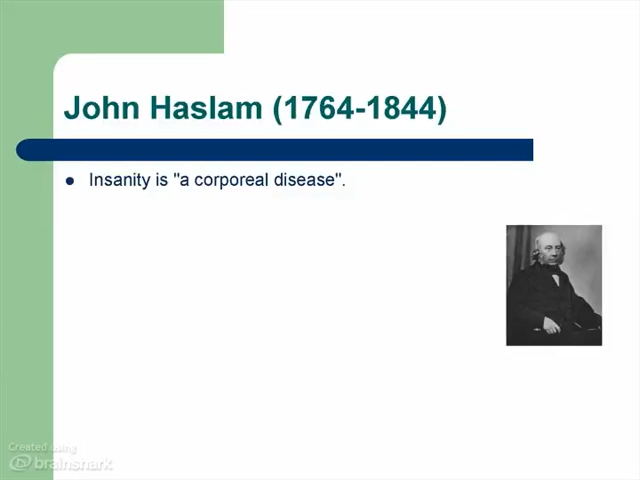 John Haslam (1764-1844)
Insanity is "a corporeal disease".
Created using
brainshark